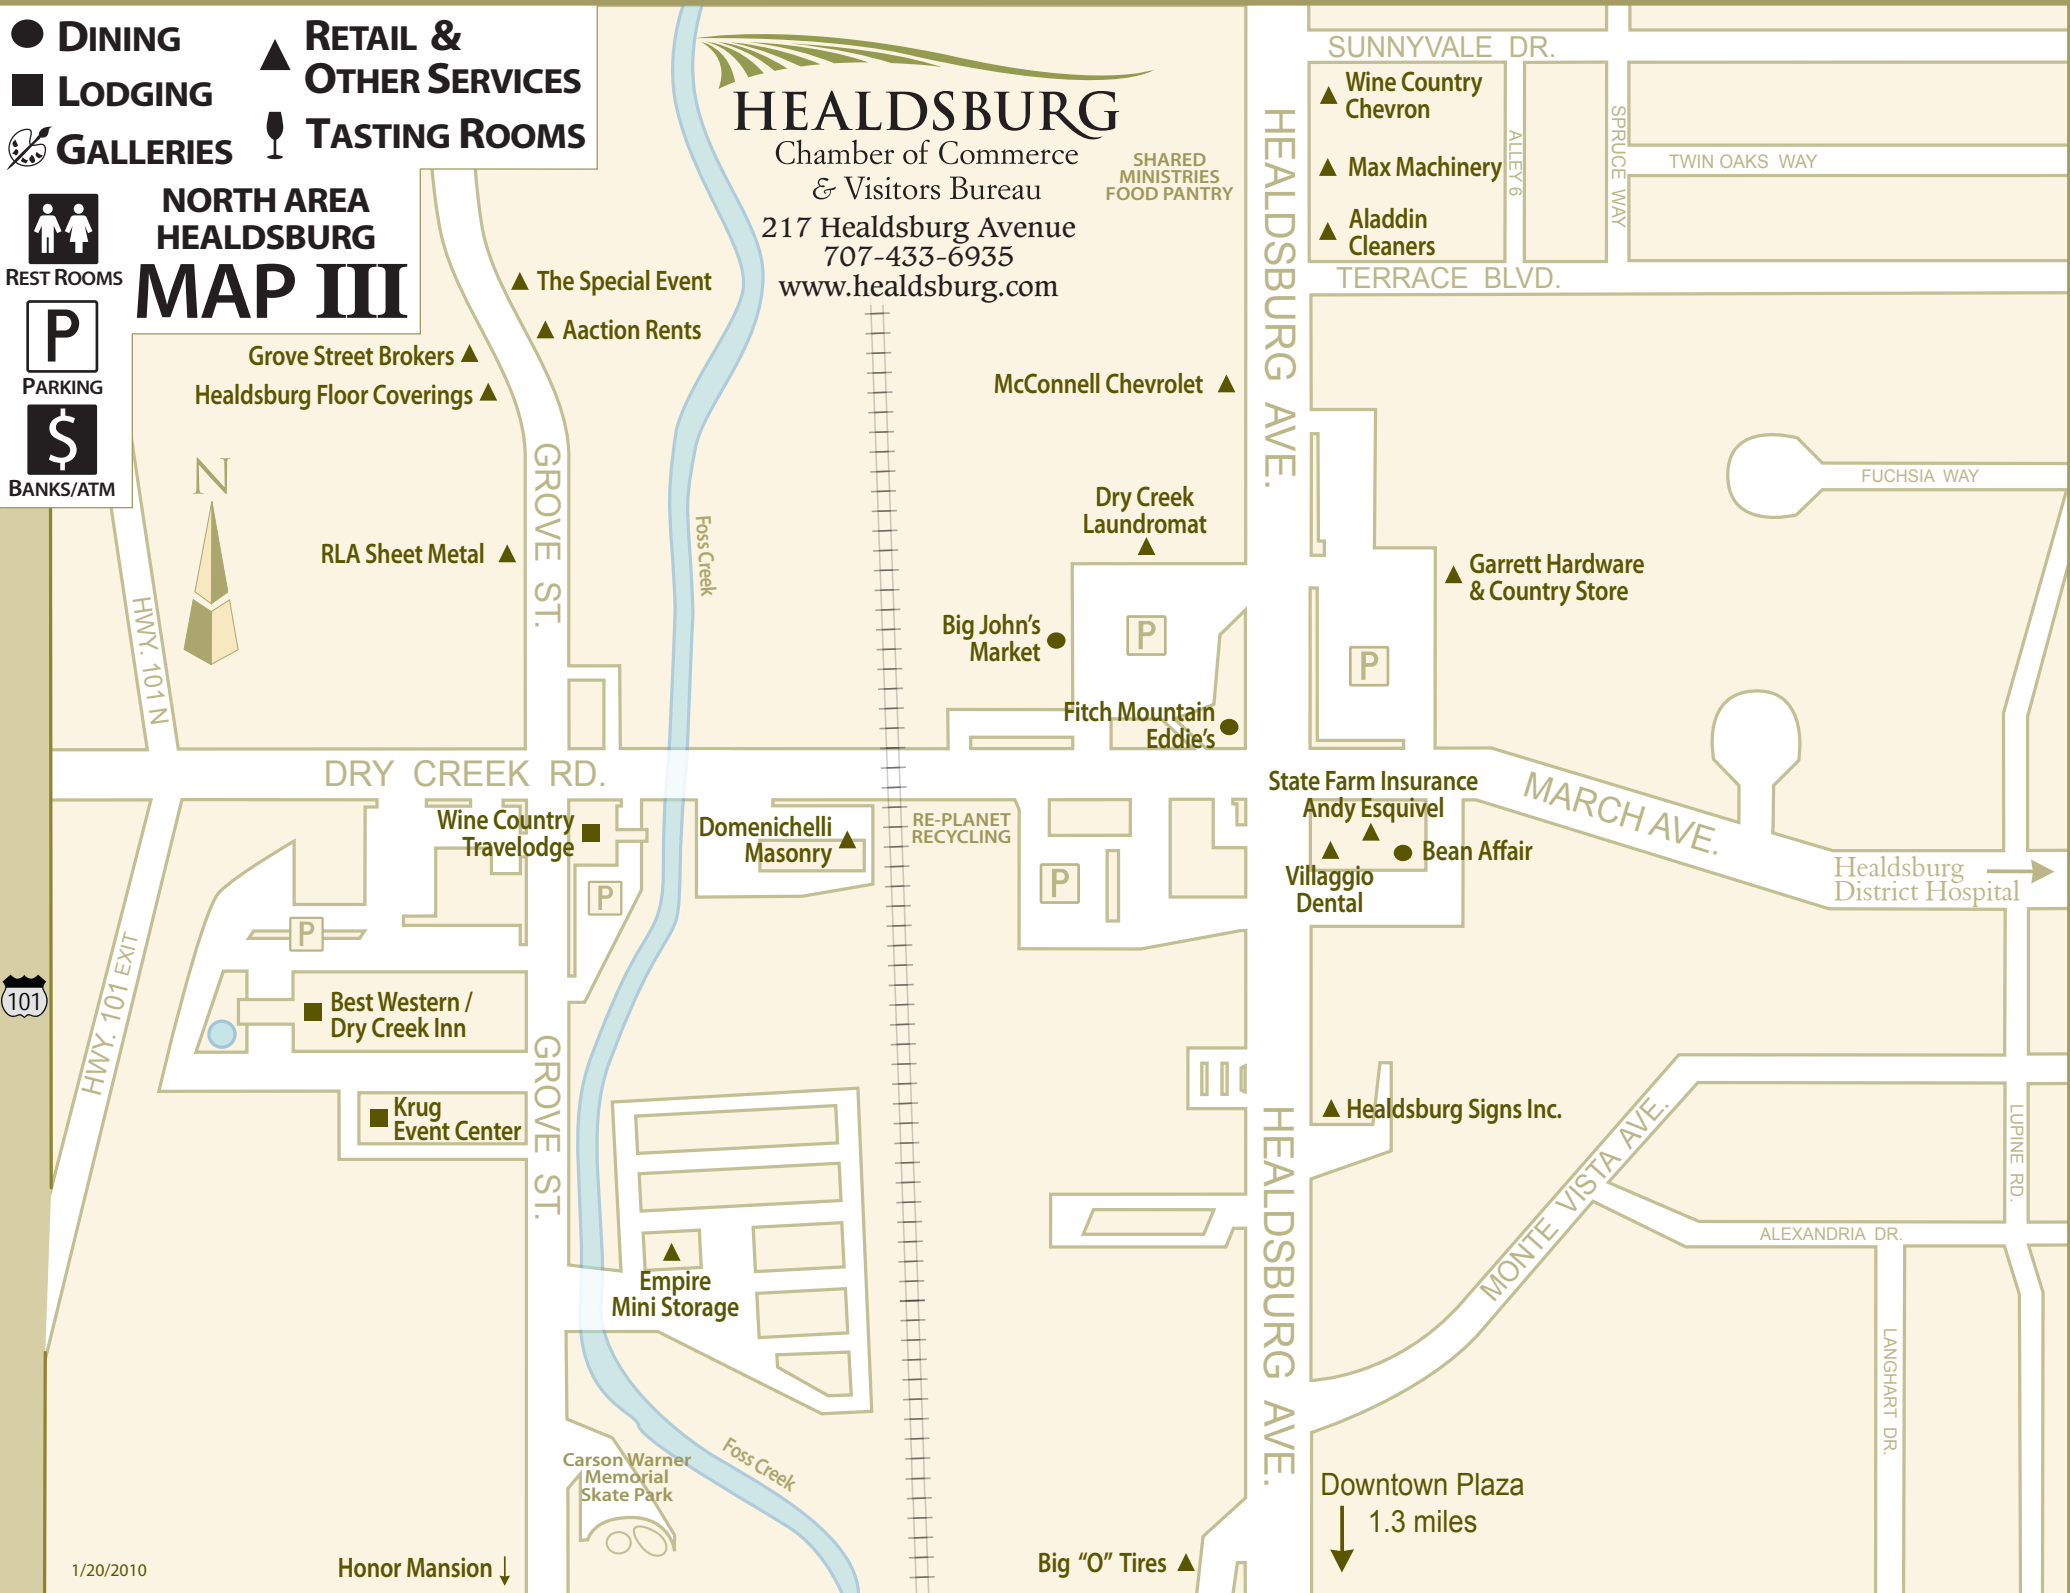 DINING
LODGING
GALLERIES
RETAIL &
OTHER SERVICES
TASTING ROOMS
REST ROOMS
P
PARKING
$
BANKS/ATM
NORTH AREA
HEALDSBURG
MAP III
HEALDSBURG
Chamber of Commerce
& Visitors Bureau
217 Healdsburg Avenue
707-433-6935
www.healdsburg.com
SHARED
MINISTRIES
FOOD PANTRY
SUNNYVALE DR.
Wine Country
Chevron
Max Machinery
Aladdin
Cleaners
ALLEY 6
SPRUCE WAY
TWIN OAKS WAY
TERRACE BLVD.
HEALDSBURG AVE.
The Special Event
Aaction Rents
Grove Street Brokers
Healdsburg Floor Coverings
McConnell Chevrolet
N
GROVE ST.
FUCHSIA WAY
RLA Sheet Metal
Foss Creek
Dry Creek
Laundromat
Garrett Hardware
& Country Store
HWY. 101 N
Big John's
Market
P
P
Fitch Mountain
Eddie's
DRY CREEK RD.
State Farm Insurance
Andy Esquivel
MARCH AVE.
Wine Country
Travelodge
Domenichelli
Masonry
RE-PLANET
RECYCLING
Bean Affair
Villaggio
Dental
Healdsburg
District Hospital
P
P
P
101
HWY. 101 EXIT
Best Western /
Dry Creek Inn
GROVE ST.
Krug
Event Center
Healdsburg Signs Inc.
HEALDSBURG AVE.
MONTE VISTA AVE.
LUPINE RD.
ALEXANDRIA DR.
LANGHART DR.
Empire
Mini Storage
Carson Warner
Memorial
Skate Park
Foss Creek
Downtown Plaza
1.3 miles
1/20/2010
Honor Mansion
Big "O" Tires